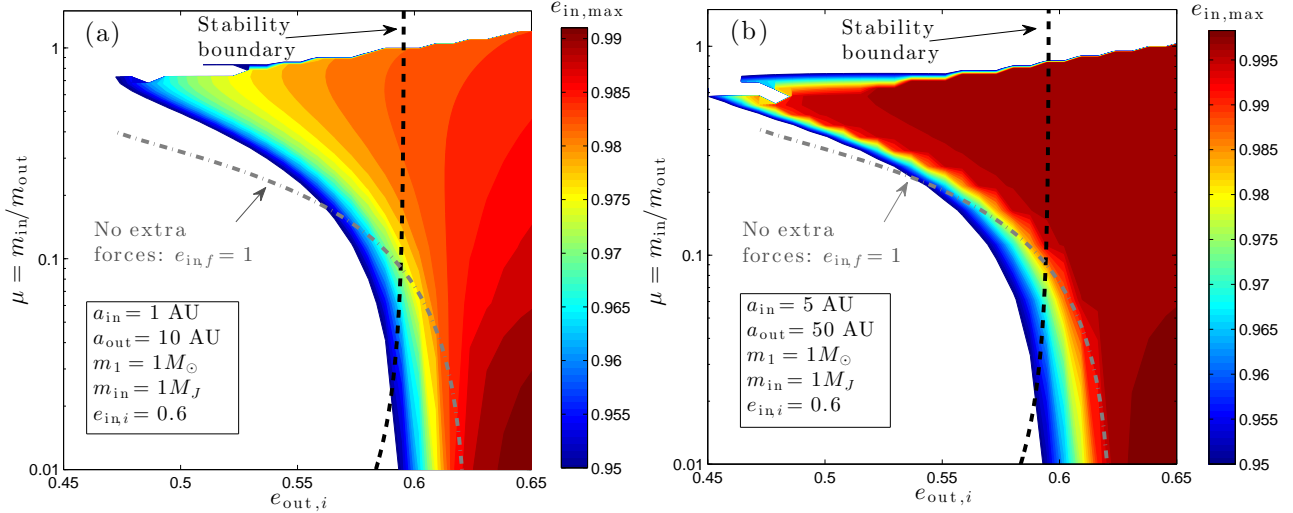 (a)
Stability
boundary
No extra
forces: e_in,f = 1
a_in = 1 AU
a_out = 10 AU
m_1 = 1M_⊙
m_in = 1M_J
e_in,i = 0.6
μ = m_in/m_out
1
0.1
0.01
0.45
0.5
0.55
0.6
0.65
e_out,i
e_in,max
0.99
0.985
0.98
0.975
0.97
0.965
0.96
0.955
0.95
(b)
Stability
boundary
No extra
forces: e_in,f = 1
a_in = 5 AU
a_out = 50 AU
m_1 = 1M_⊙
m_in = 1M_J
e_in,i = 0.6
μ = m_in/m_out
1
0.1
0.01
0.45
0.5
0.55
0.6
0.65
e_out,i
e_in,max
0.995
0.99
0.985
0.98
0.975
0.97
0.965
0.96
0.955
0.95